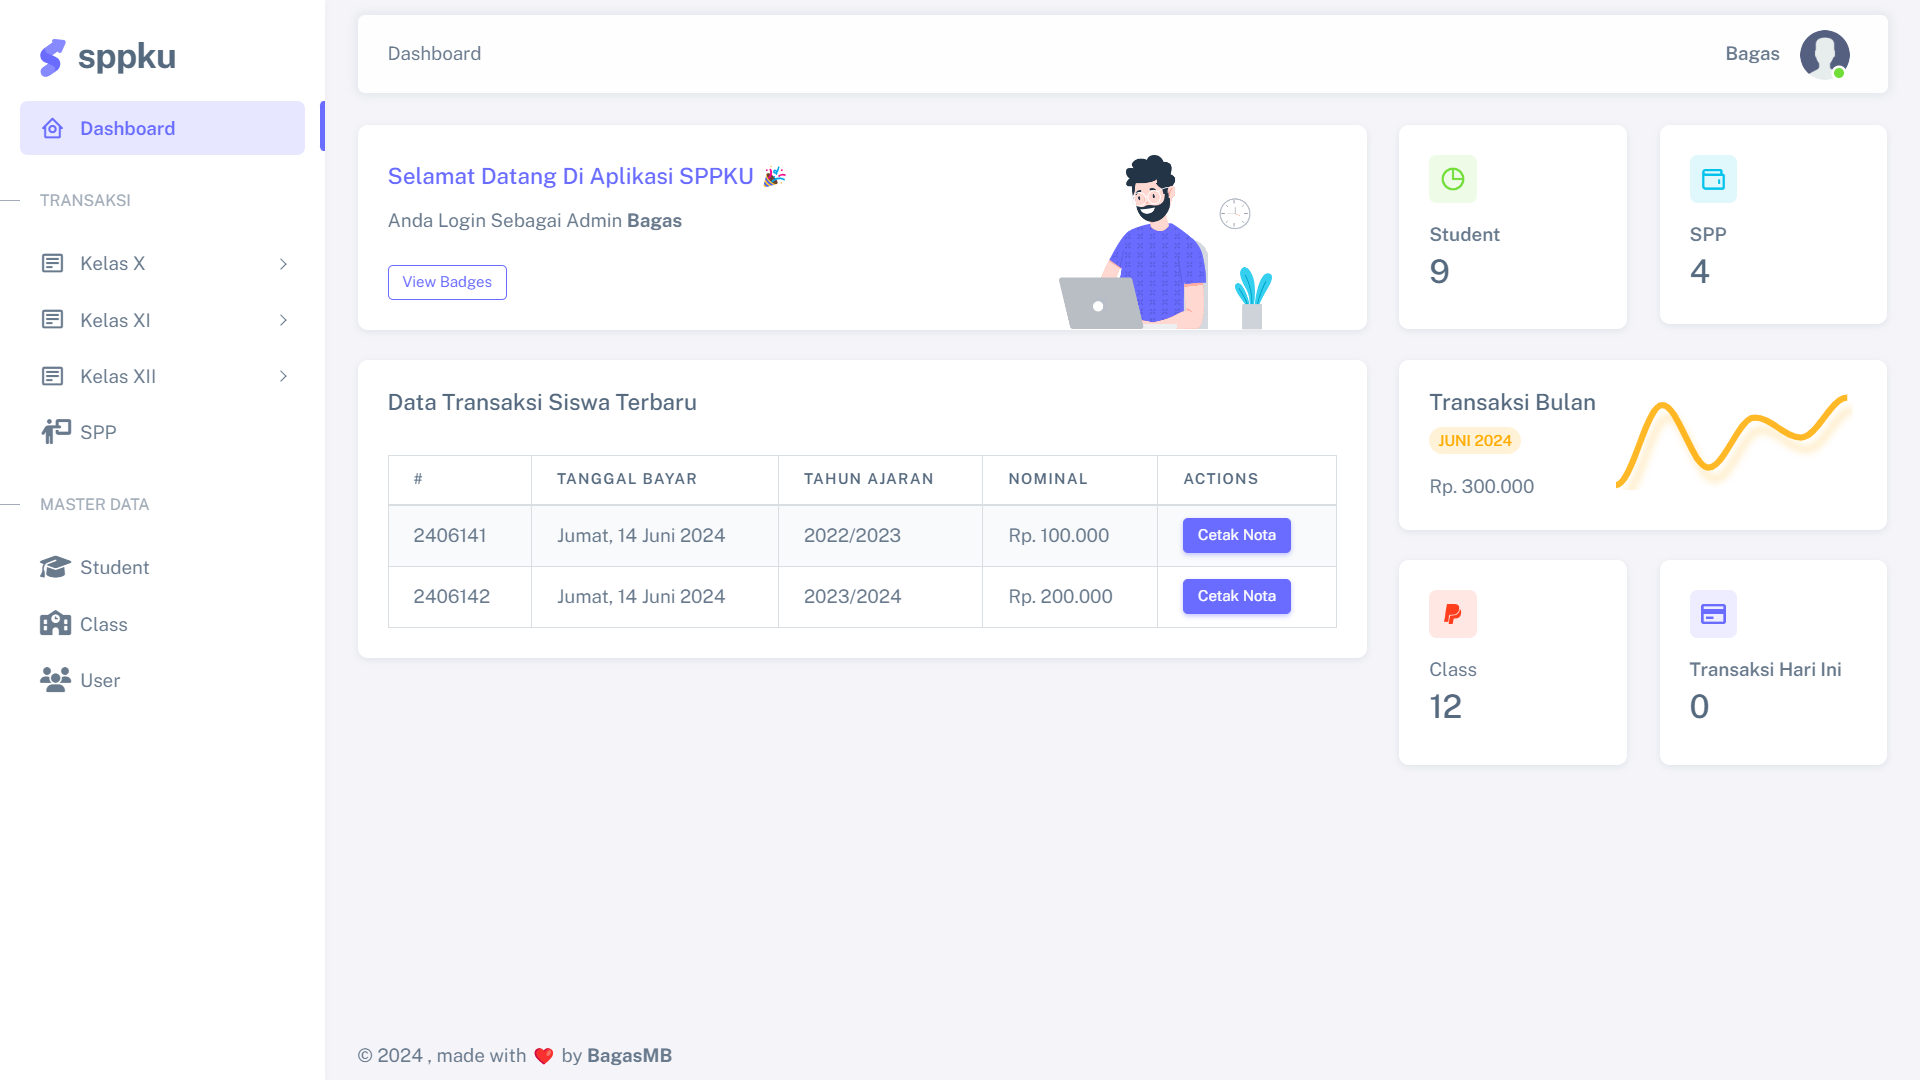 sppku
Dashboard
TRANSAKSI
Kelas X
Kelas XI
Kelas XII
SPP
MASTER DATA
Student
Class
User
Dashboard
Bagas
Selamat Datang Di Aplikasi SPPKU 🎉
Anda Login Sebagai Admin Bagas
View Badges
Student
9
SPP
4
Data Transaksi Siswa Terbaru
# TANGGAL BAYAR TAHUN AJARAN NOMINAL ACTIONS
2406141 Jumat, 14 Juni 2024 2022/2023 Rp. 100.000 Cetak Nota
2406142 Jumat, 14 Juni 2024 2023/2024 Rp. 200.000 Cetak Nota
Transaksi Bulan
JUNI 2024
Rp. 300.000
Class
12
Transaksi Hari Ini
0
© 2024 , made with ❤️ by BagasMB